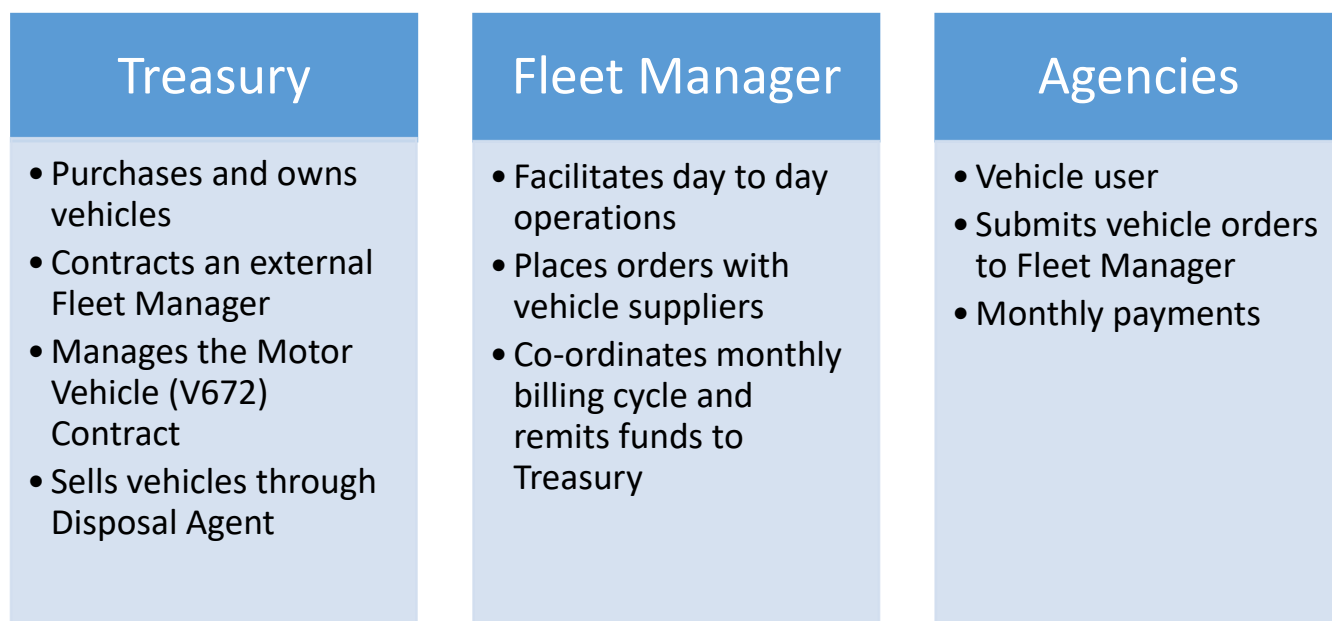 Treasury
• Purchases and owns
vehicles
• Contracts an external
Fleet Manager
• Manages the Motor
Vehicle (V672)
Contract
• Sells vehicles through
Disposal Agent
Fleet Manager
• Facilitates day to day
operations
• Places orders with
vehicle suppliers
• Co-ordinates monthly
billing cycle and
remits funds to
Treasury
Agencies
• Vehicle user
• Submits vehicle orders
to Fleet Manager
• Monthly payments